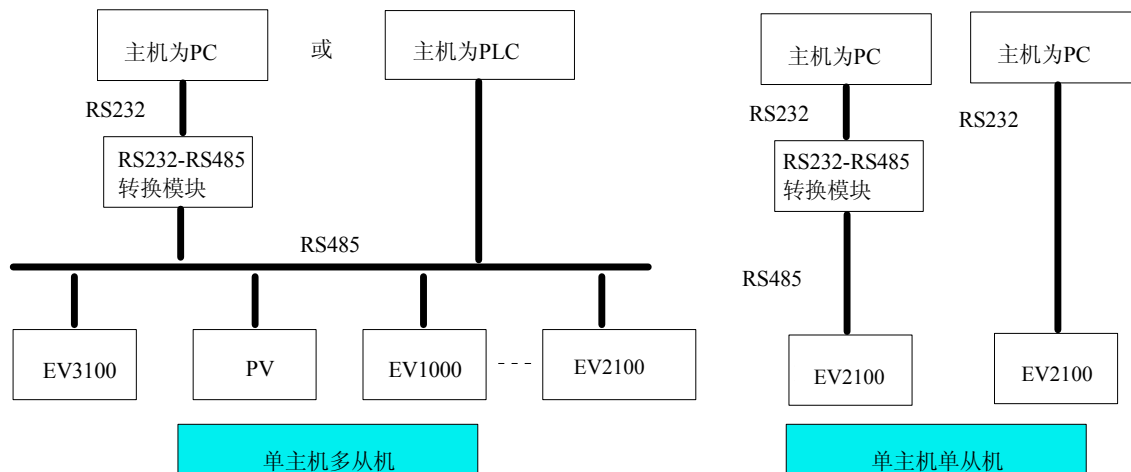 主机为PC
或
主机为PLC
RS232
RS232-RS485
转换模块
RS485
EV3100
PV
EV1000
EV2100
单主机多从机
主机为PC
主机为PC
RS232
RS232
RS232-RS485
转换模块
RS485
EV2100
EV2100
单主机单从机